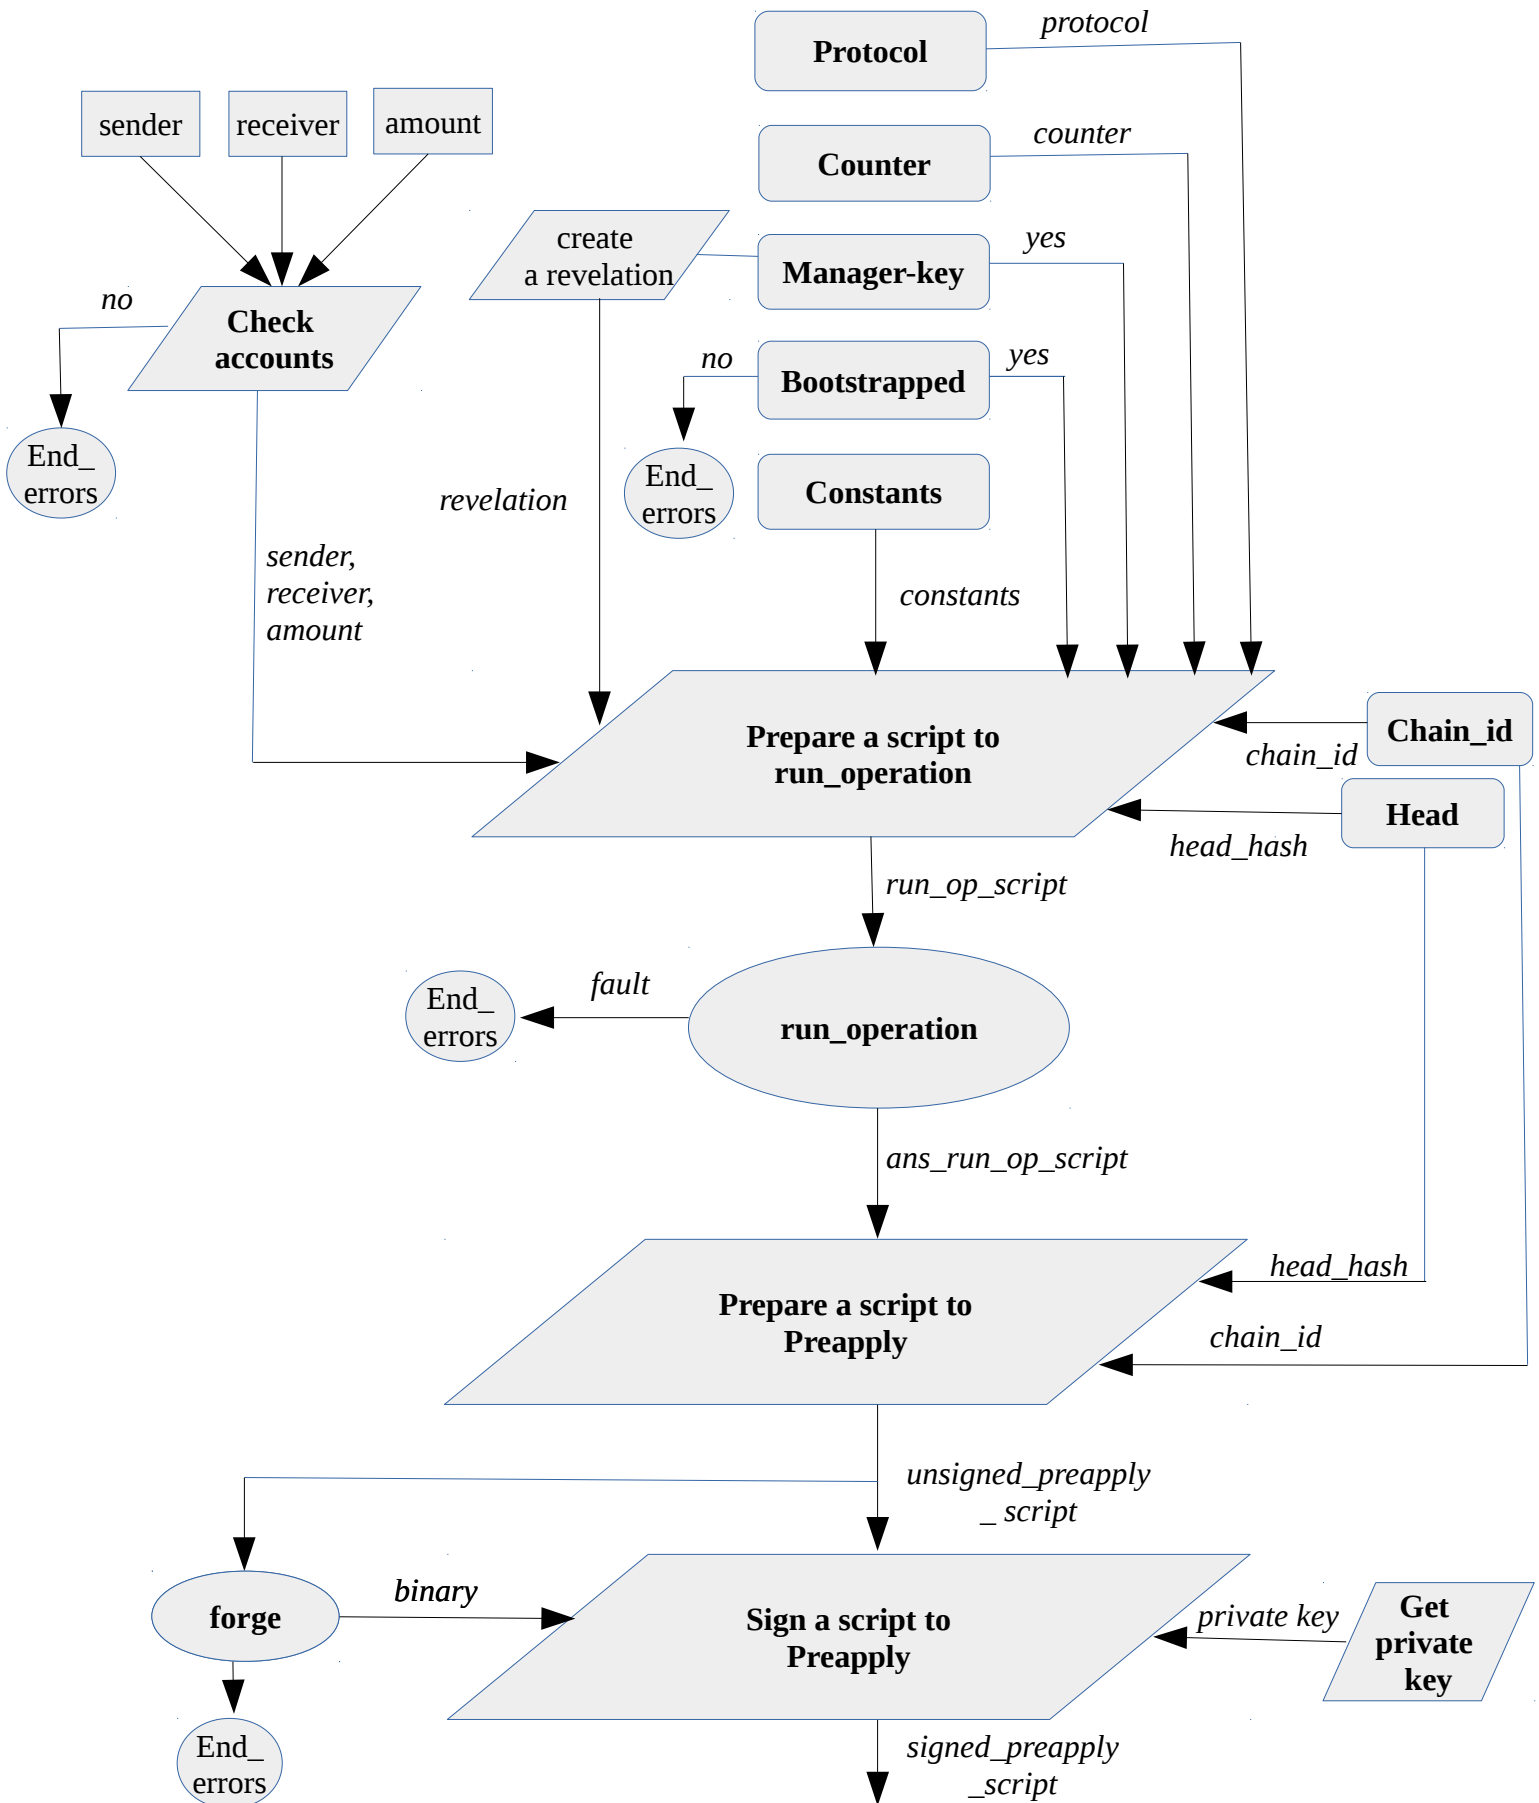 protocol
Protocol
sender
receiver
amount
counter
Counter
create
a revelation
Manager-key
yes
no
Check
accounts
no
Bootstrapped
yes
End_
errors
End_
errors
Constants
revelation
sender,
receiver,
amount
constants
Prepare a script to
run_operation
Chain_id
chain_id
Head
head_hash
run_op_script
End_
errors
fault
run_operation
ans_run_op_script
head_hash
Prepare a script to
Preapply
chain_id
unsigned_preapply
_ script
forge
binary
Sign a script to
Preapply
private key
Get
private
key
End_
errors
signed_preapply
_script